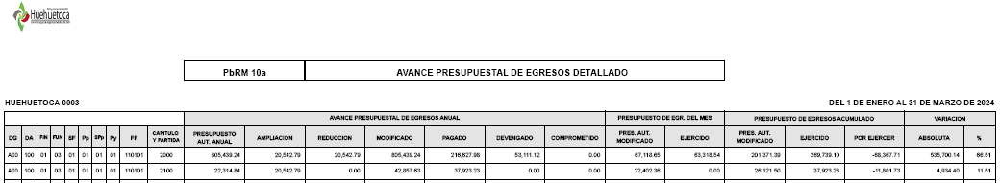 Huehuetoca
PbRM 10a AVANCE PRESUPUESTAL DE EGRESOS DETALLADO
HUEHUETOCA 0003 DEL 1 DE ENERO AL 31 DE MARZO DE 2024
AVANCE PRESUPUESTAL DE EGRESOS ANUAL PRESUPUESTO DE EGR. DEL MES PRESUPUESTO DE EGRESOS ACUMULADO VARIACION
DG DA FIN FUN SF Pp SPp Py FF CAPITULO Y PARTIDA PRESUPUESTO AUT. ANUAL AMPLIACION REDUCCION MODIFICADO PAGADO DEVENGADO COMPROMETIDO PRES. AUT. MODIFICADO EJERCIDO PRES. AUT. MODIFICADO EJERCIDO POR EJERCER ABSOLUTA %
A00 100 01 03 01 01 01 01 110101 2000 805,439.24 20,542.79 20,542.79 805,439.24 216,627.98 53,111.12 0.00 67,118.65 63,318.54 201,371.39 269,739.10 -68,367.71 535,700.14 66.51
A00 100 01 03 01 01 01 01 110101 2100 22,314.84 20,542.79 0.00 42,857.63 37,923.23 0.00 0.00 22,402.36 0.00 26,121.50 37,923.23 -11,801.73 4,934.40 11.51